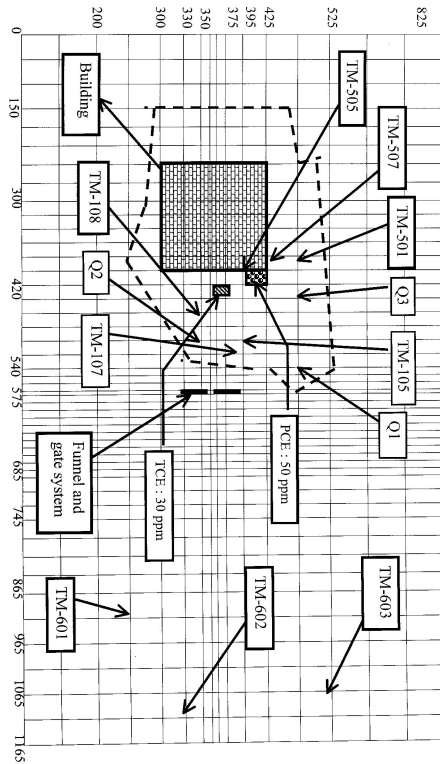 825
525
425
395
375
350
330
300
200
0
150
300
420
540
575
685
745
865
965
1065
1165
TM-505
TM-507
TM-501
Q3
TM-105
Q1
TM-603
PCE : 50 ppm
TM-602
TCE : 30 ppm
Building
TM-108
Q2
TM-107
Funnel and
gate system
TM-601